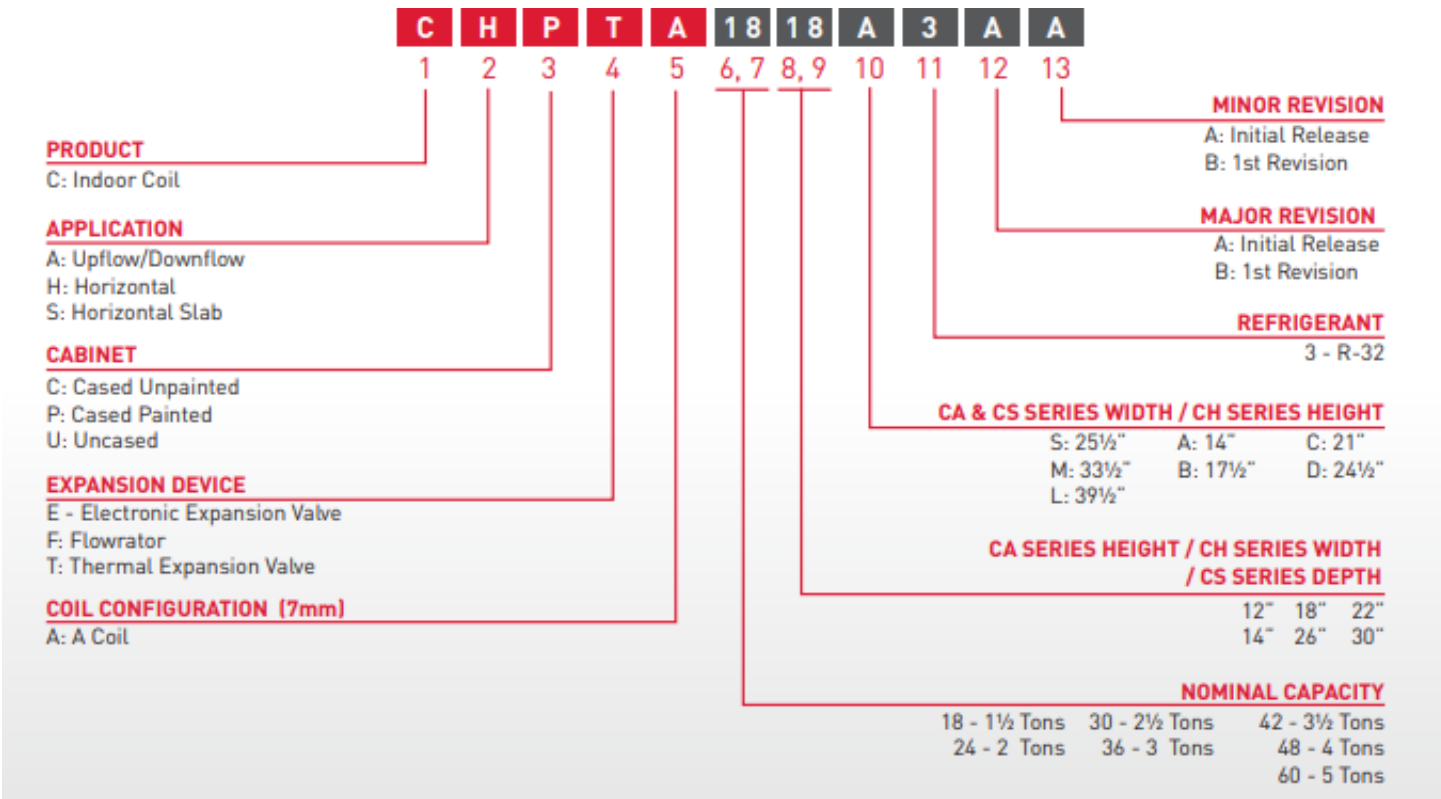 C H P T A 18 18 A 3 A A
1 2 3 4 5 6, 7 8, 9 10 11 12 13
PRODUCT
C: Indoor Coil
APPLICATION
A: Upflow/Downflow
H: Horizontal
S: Horizontal Slab
CABINET
C: Cased Unpainted
P: Cased Painted
U: Uncased
EXPANSION DEVICE
E - Electronic Expansion Valve
F: Flowrator
T: Thermal Expansion Valve
COIL CONFIGURATION (7mm)
A: A Coil
MINOR REVISION
A: Initial Release
B: 1st Revision
MAJOR REVISION
A: Initial Release
B: 1st Revision
REFRIGERANT
3 - R-32
CA & CS SERIES WIDTH / CH SERIES HEIGHT
S: 25½" A: 14" C: 21"
M: 33½" B: 17½" D: 24½"
L: 39½"
CA SERIES HEIGHT / CH SERIES WIDTH
/ CS SERIES DEPTH
12" 18" 22"
14" 26" 30"
NOMINAL CAPACITY
18 - 1½ Tons 30 - 2½ Tons 42 - 3½ Tons
24 - 2 Tons 36 - 3 Tons 48 - 4 Tons
60 - 5 Tons